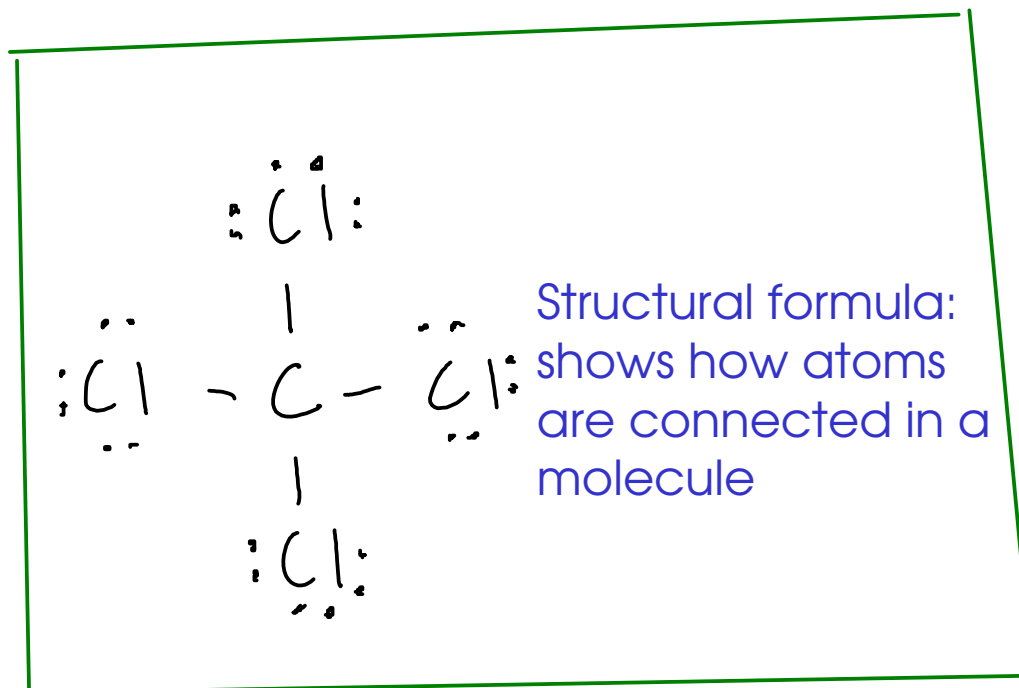 Cl
Cl - C - Cl
Cl
Structural formula:
shows how atoms
are connected in a
molecule